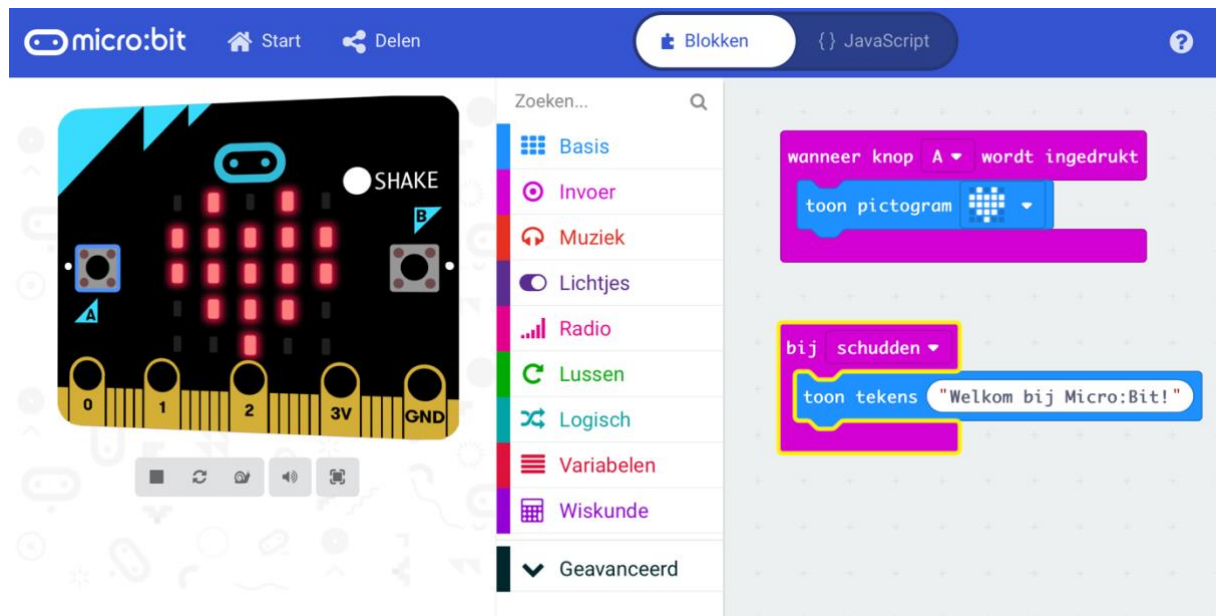 micro:bit Start Delen Blokken {} JavaScript ?
SHAKE
B
A
0 1 2 3V GND
Zoeken...
Basis
Invoer
Muziek
Lichtjes
Radio
Lussen
Logisch
Variabelen
Wiskunde
Geavanceerd
wanneer knop A wordt ingedrukt
toon pictogram
bij schudden
toon tekens "Welkom bij Micro:Bit!"